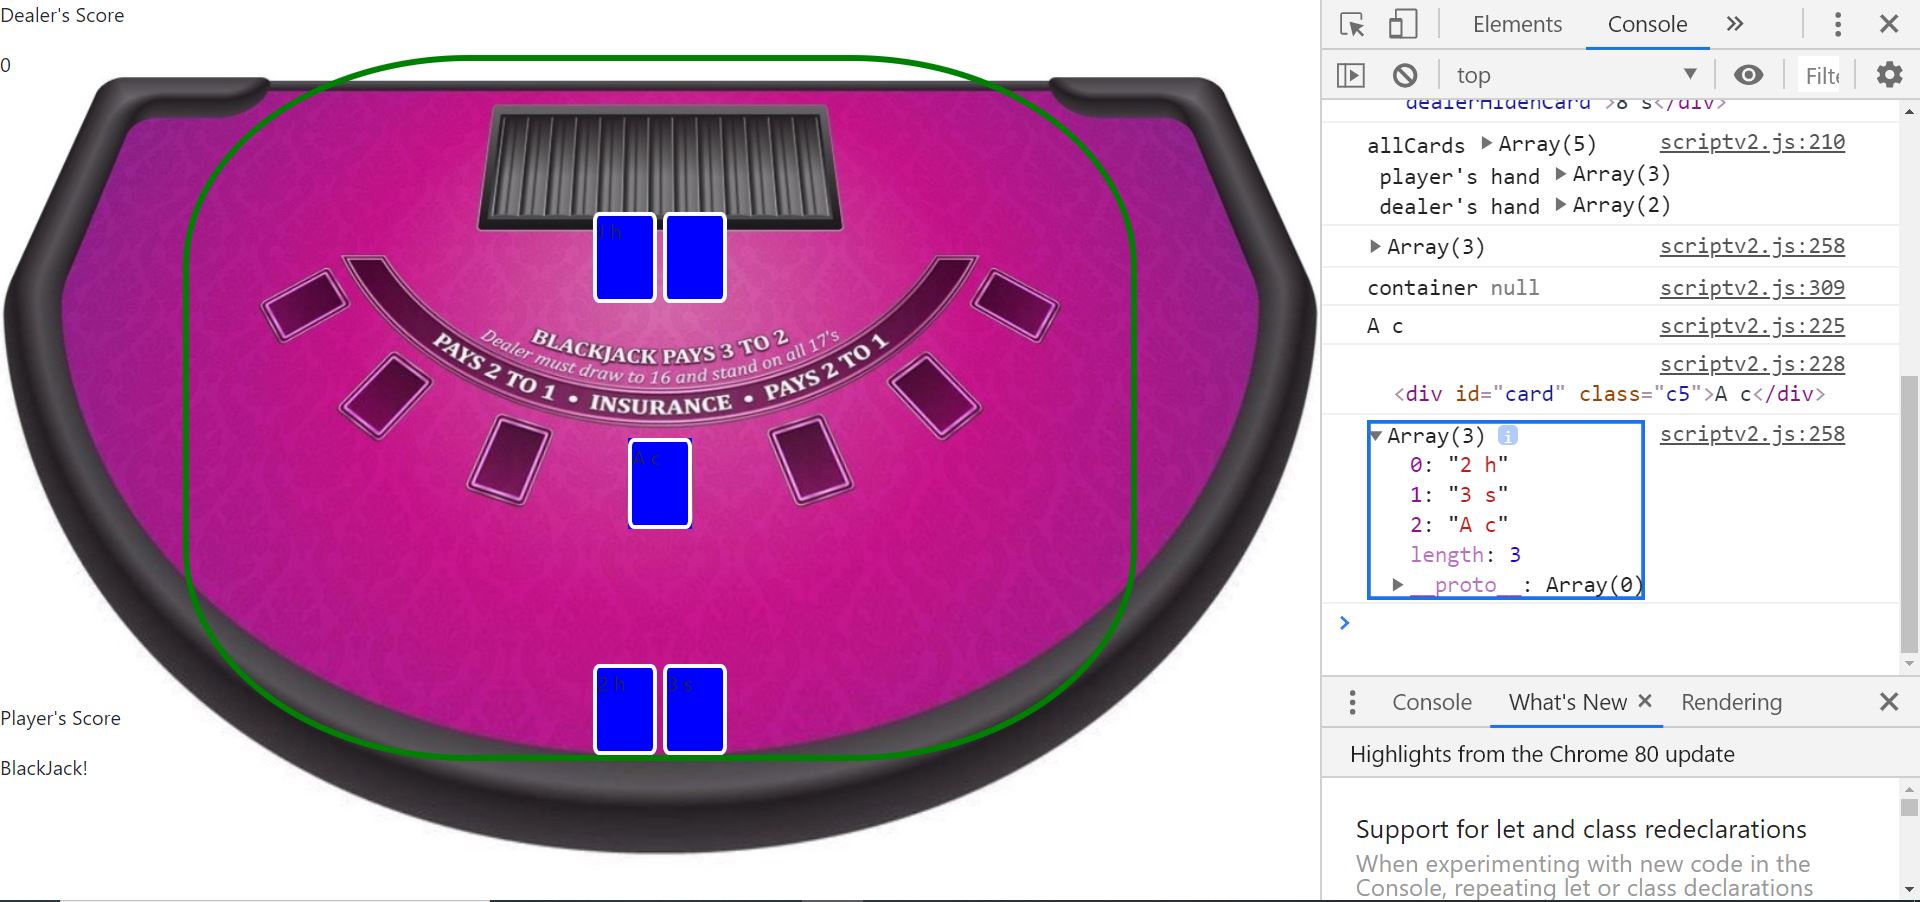 Dealer's Score
0
2 h
3 s
A c
BLACKJACK PAYS 3 TO 2
Dealer must draw to 16 and stand on all 17's
PAYS 2 TO 1 • INSURANCE • PAYS 2 TO 1
Player's Score
BlackJack!
Elements Console »
top Filte
dealerHidenCard">8 s</div>
allCards ▶Array(5) scriptv2.js:210
player's hand ▶Array(3)
dealer's hand ▶Array(2)
▶Array(3) scriptv2.js:258
container null scriptv2.js:309
A c scriptv2.js:225
scriptv2.js:228
<div id="card" class="c5">A c</div>
▼Array(3) i scriptv2.js:258
0: "2 h"
1: "3 s"
2: "A c"
length: 3
▶ __proto__: Array(0)
>
Console What's New × Rendering
Highlights from the Chrome 80 update
Support for let and class redeclarations
When experimenting with new code in the
Console, repeating let or class declarations